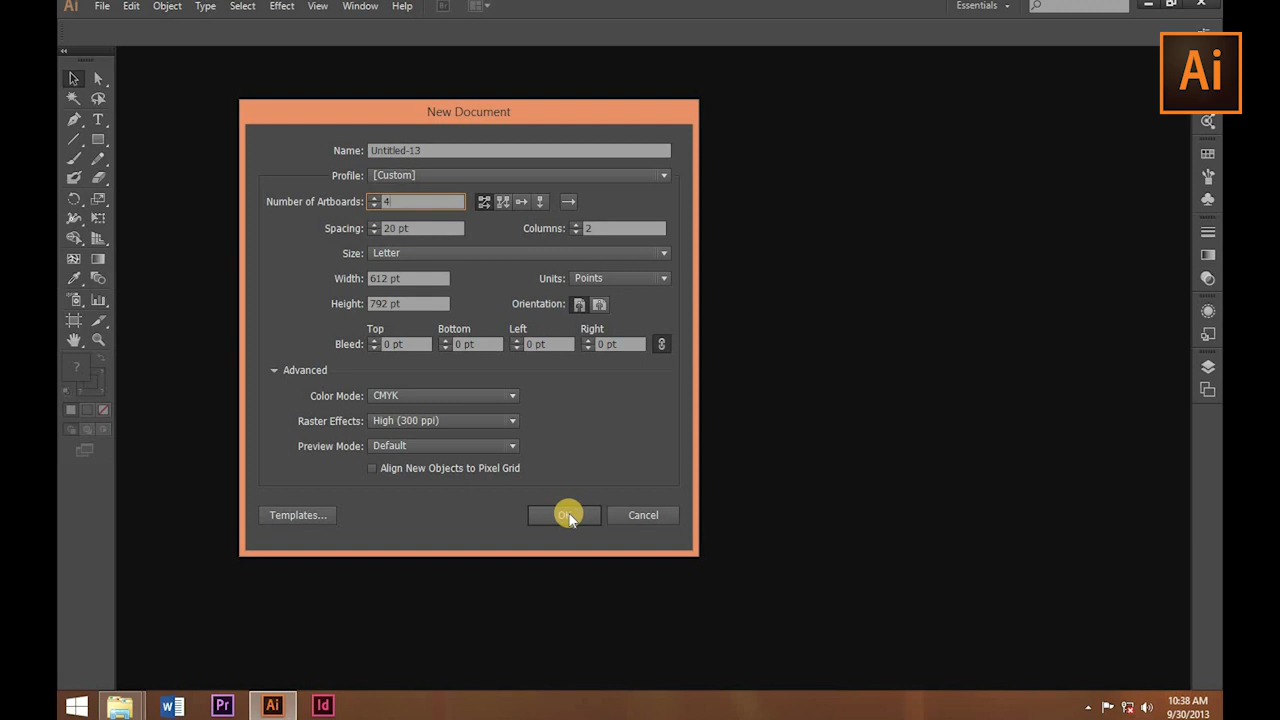 Ai File Edit Object Type Select Effect View Window Help Br Essentials
Ai
New Document
Name: Untitled-13
Profile: [Custom]
Number of Artboards: 4
Spacing: 20 pt Columns: 2
Size: Letter
Width: 612 pt Units: Points
Height: 792 pt Orientation:
Top Bottom Left Right
Bleed: 0 pt 0 pt 0 pt 0 pt
Advanced
Color Mode: CMYK
Raster Effects: High (300 ppi)
Preview Mode: Default
Align New Objects to Pixel Grid
Templates... Cancel
T
?
W Pr Ai Id 10:38 AM
9/30/2013